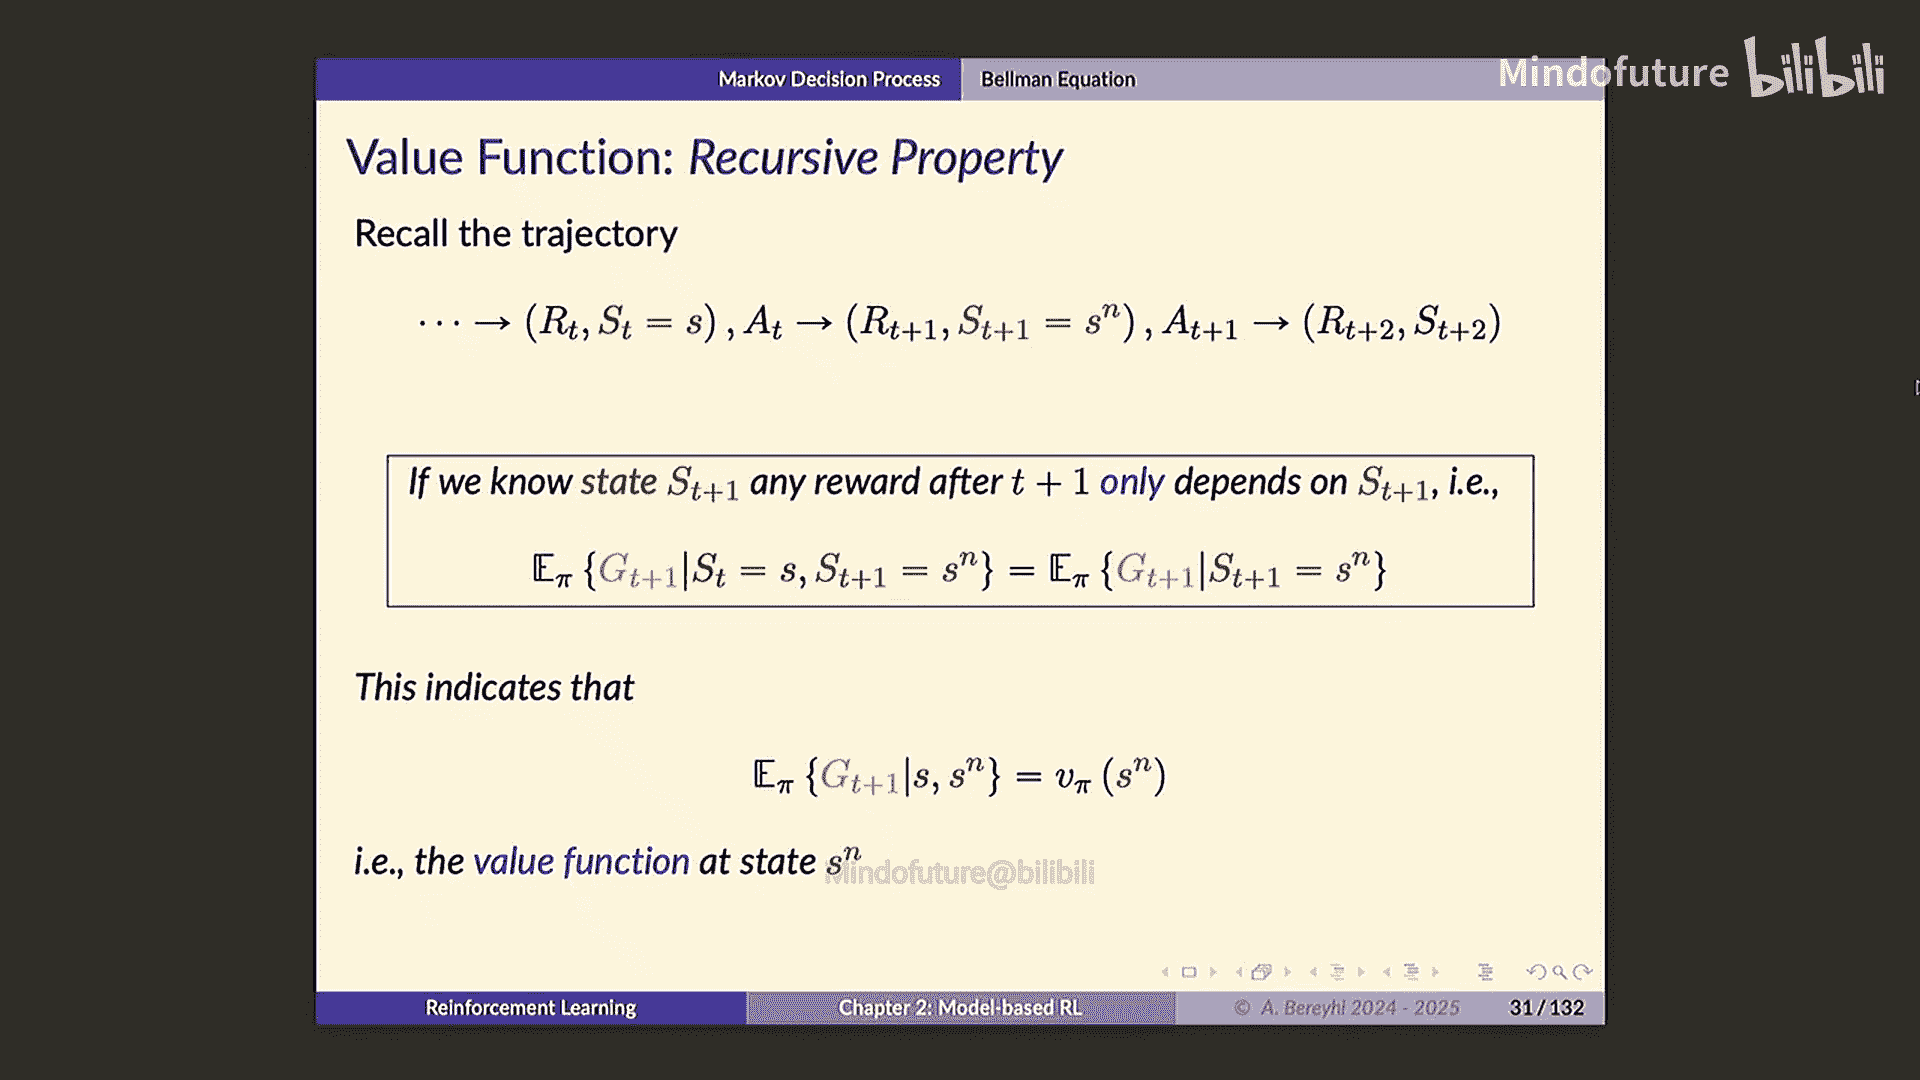 Markov Decision Process Bellman Equation
Mindofuture bilibili
Value Function: Recursive Property
Recall the trajectory
⋯ → (R_t, S_t = s), A_t → (R_{t+1}, S_{t+1} = s^n), A_{t+1} → (R_{t+2}, S_{t+2})
If we know state S_{t+1} any reward after t + 1 only depends on S_{t+1}, i.e.,
𝔼_π {G_{t+1}|S_t = s, S_{t+1} = s^n} = 𝔼_π {G_{t+1}|S_{t+1} = s^n}
This indicates that
𝔼_π {G_{t+1}|s, s^n} = v_π (s^n)
i.e., the value function at state s^n
Mindofuture@bilibili
Reinforcement Learning Chapter 2: Model-based RL © A. Bereyhi 2024 - 2025 31 / 132